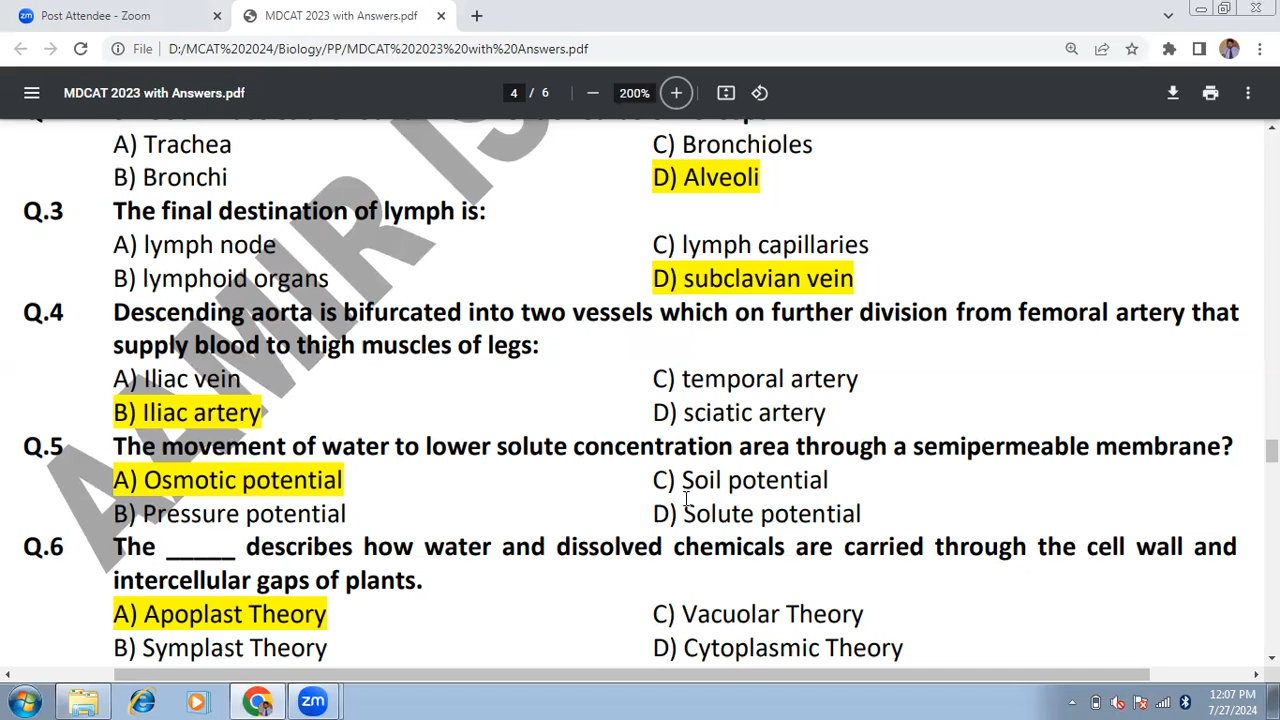 Post Attendee - Zoom
MDCAT 2023 with Answers.pdf
File
D:/MCAT%202024/Biology/PP/MDCAT%202023%20with%20Answers.pdf
MDCAT 2023 with Answers.pdf
4 / 6
200%
A) Trachea
C) Bronchioles
B) Bronchi
D) Alveoli
Q.3 The final destination of lymph is:
A) lymph node
C) lymph capillaries
B) lymphoid organs
D) subclavian vein
Q.4 Descending aorta is bifurcated into two vessels which on further division from femoral artery that
supply blood to thigh muscles of legs:
A) Iliac vein
C) temporal artery
B) Iliac artery
D) sciatic artery
Q.5 The movement of water to lower solute concentration area through a semipermeable membrane?
A) Osmotic potential
C) Soil potential
B) Pressure potential
D) Solute potential
Q.6 The _____ describes how water and dissolved chemicals are carried through the cell wall and
intercellular gaps of plants.
A) Apoplast Theory
C) Vacuolar Theory
B) Symplast Theory
D) Cytoplasmic Theory
AAMIR IS
zm
12:07 PM
7/27/2024